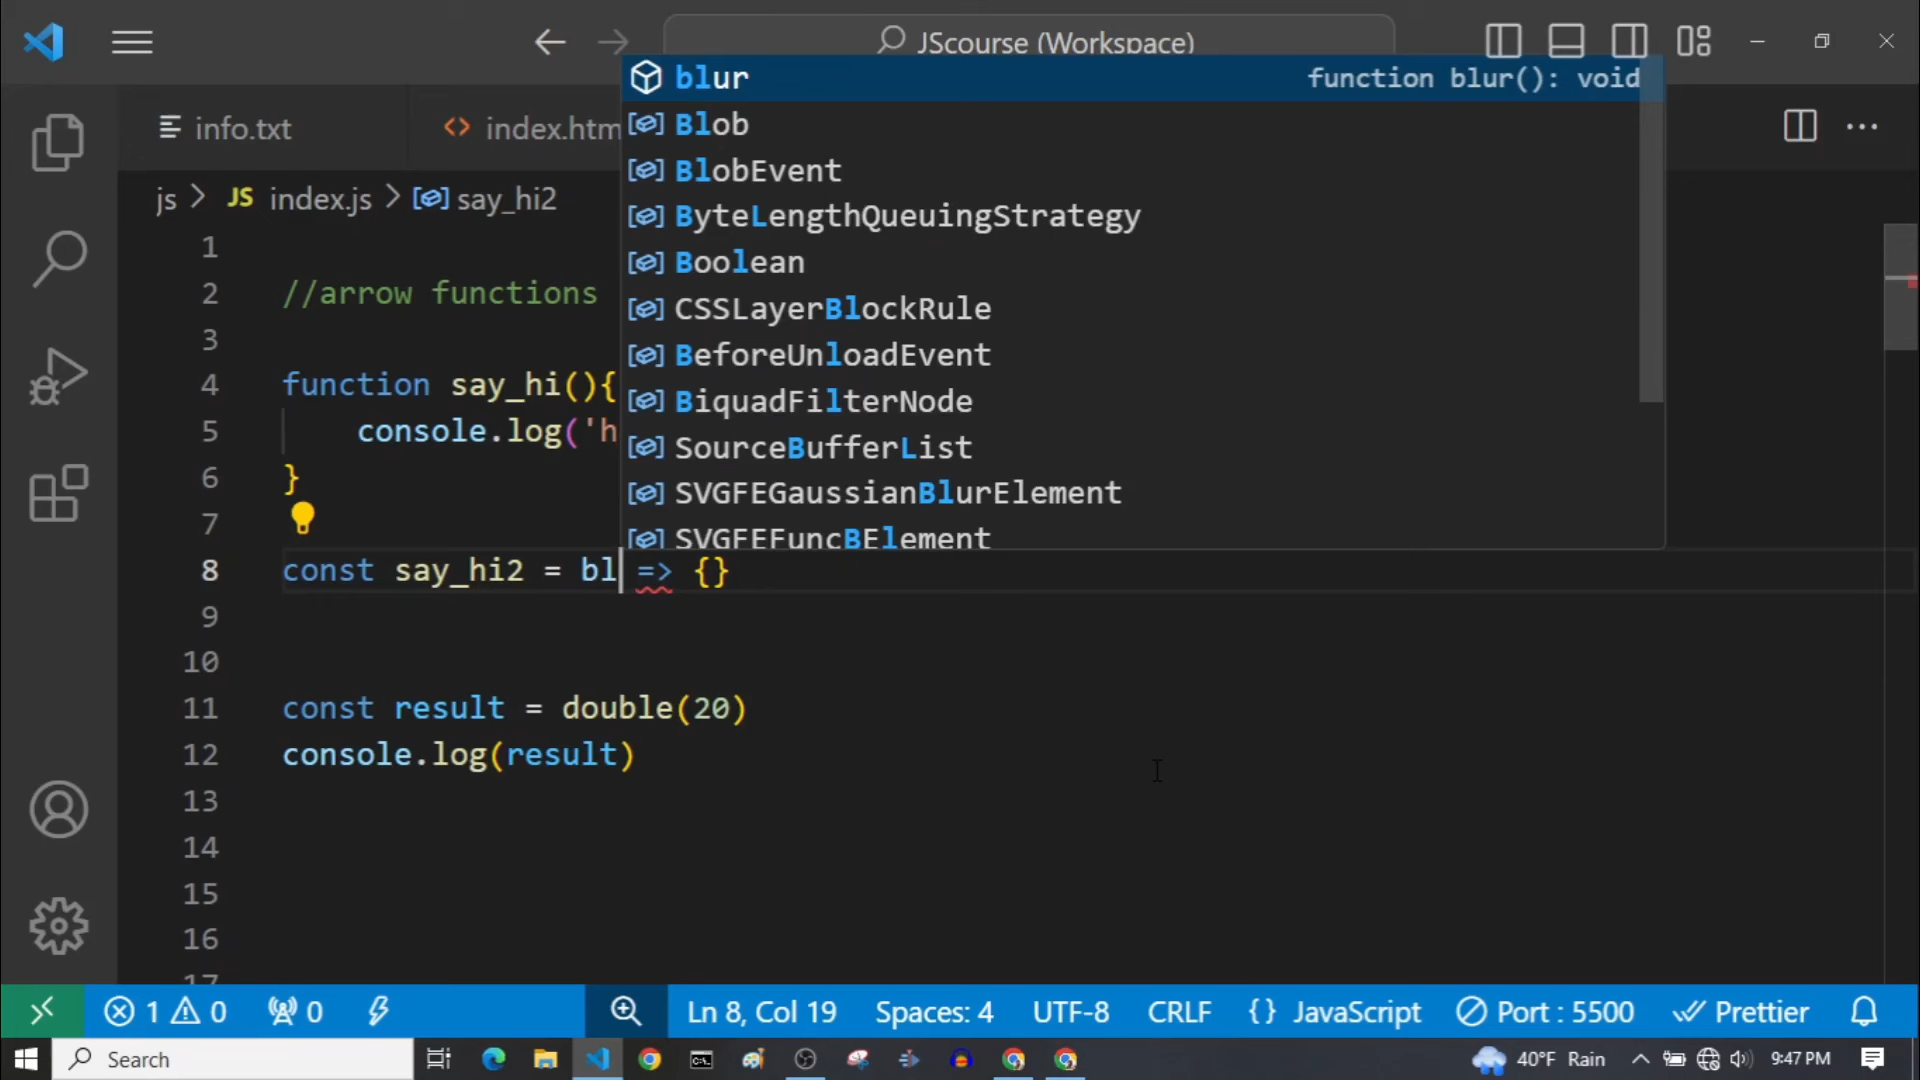 JScourse (Workspace)
info.txt
index.htm
js > JS index.js > say_hi2
blur function blur(): void
Blob
BlobEvent
ByteLengthQueuingStrategy
Boolean
CSSLayerBlockRule
BeforeUnloadEvent
BiquadFilterNode
SourceBufferList
SVGFEGaussianBlurElement
SVGFEFuncBElement
1
2 //arrow functions
3
4 function say_hi(){
5 console.log('h
6 }
7
8 const say_hi2 = bl => {}
9
10
11 const result = double(20)
12 console.log(result)
13
14
15
16
17
1 0 0 Ln 8, Col 19 Spaces: 4 UTF-8 CRLF {} JavaScript Port : 5500 Prettier
Search 40°F Rain 9:47 PM